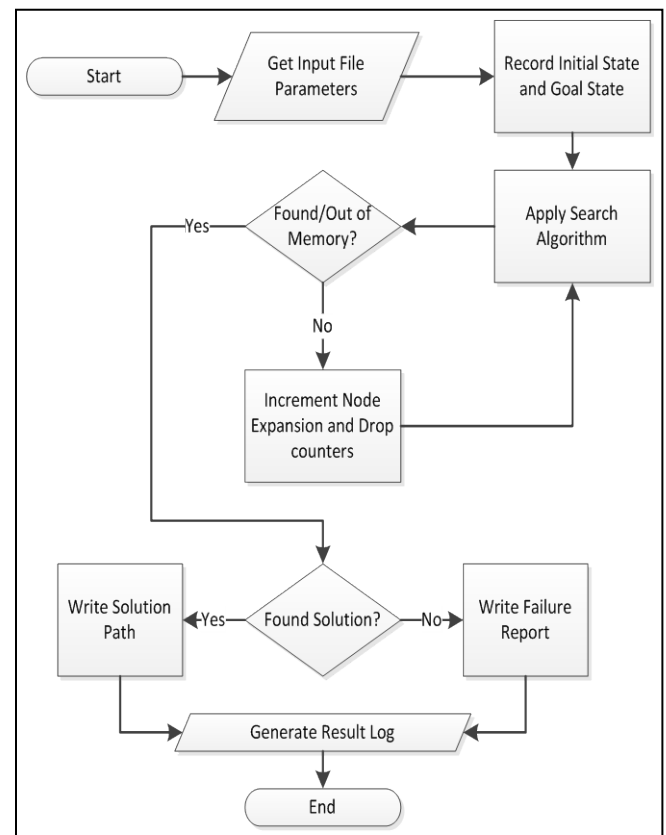 Start
Get Input File
Parameters
Record Initial State
and Goal State
Found/Out of
Memory?
Apply Search
Algorithm
Yes
No
Increment Node
Expansion and Drop
counters
Write Solution
Path
Yes
Found Solution?
No
Write Failure
Report
Generate Result Log
End